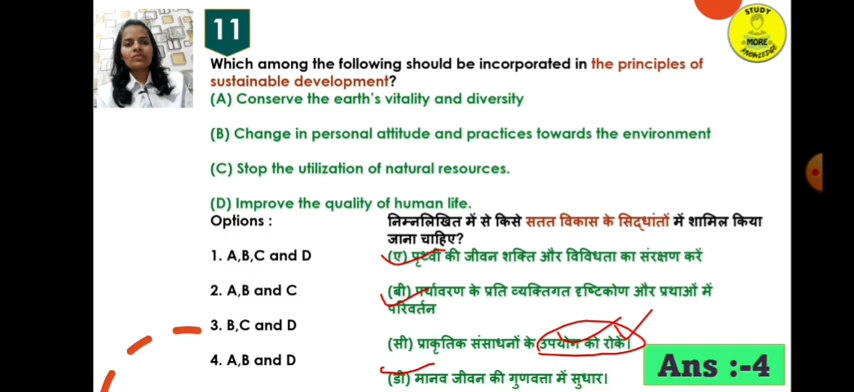 11
STUDY
MORE
KNOWLEDGE
Which among the following should be incorporated in the principles of
sustainable development?
(A) Conserve the earth's vitality and diversity
(B) Change in personal attitude and practices towards the environment
(C) Stop the utilization of natural resources.
(D) Improve the quality of human life.
Options :
1. A,B,C and D
2. A,B and C
3. B,C and D
4. A,B and D
निम्नलिखित में से किसे सतत विकास के सिद्धांतों में शामिल किया
जाना चाहिए?
(ए) पृथ्वी की जीवन शक्ति और विविधता का संरक्षण करें
(बी) पर्यावरण के प्रति व्यक्तिगत दृष्टिकोण और प्रथाओं में
परिवर्तन
(सी) प्राकृतिक संसाधनों के उपयोग को रोकें।
(डी) मानव जीवन की गुणवत्ता में सुधार।
Ans :-4